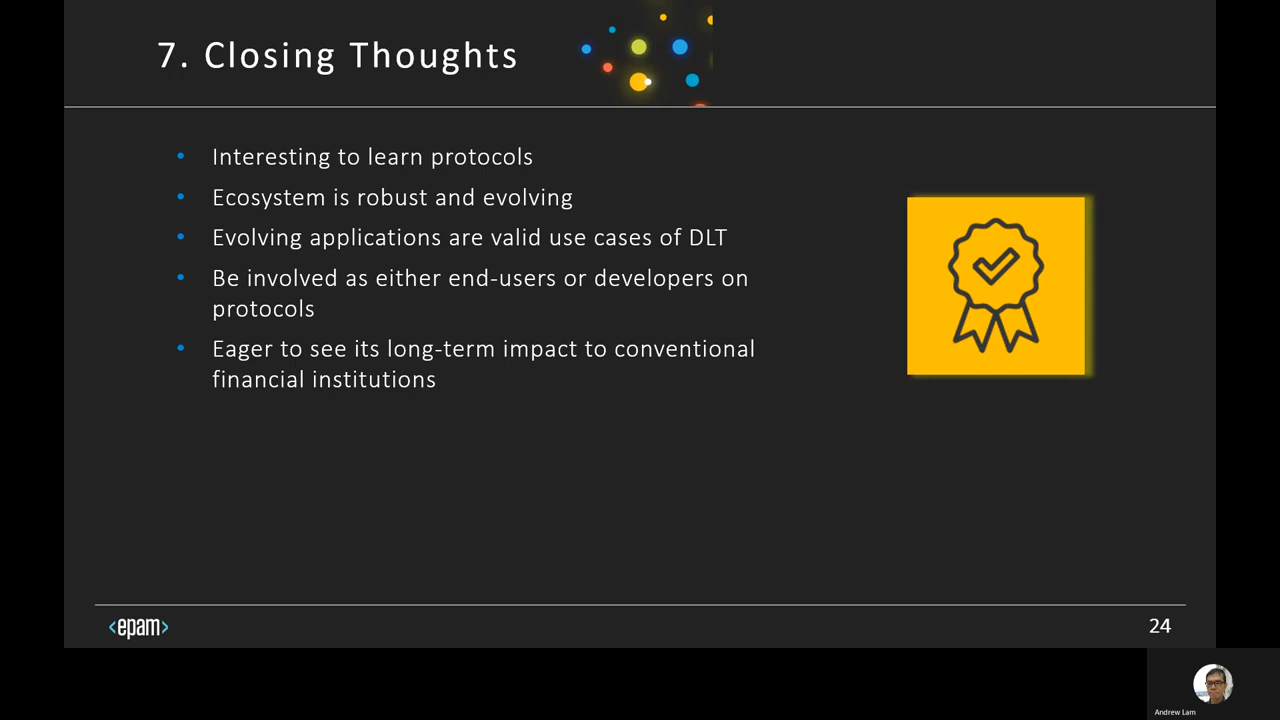 7. Closing Thoughts
• Interesting to learn protocols
• Ecosystem is robust and evolving
• Evolving applications are valid use cases of DLT
• Be involved as either end-users or developers on
protocols
• Eager to see its long-term impact to conventional
financial institutions
<epam>
24
Andrew Lam